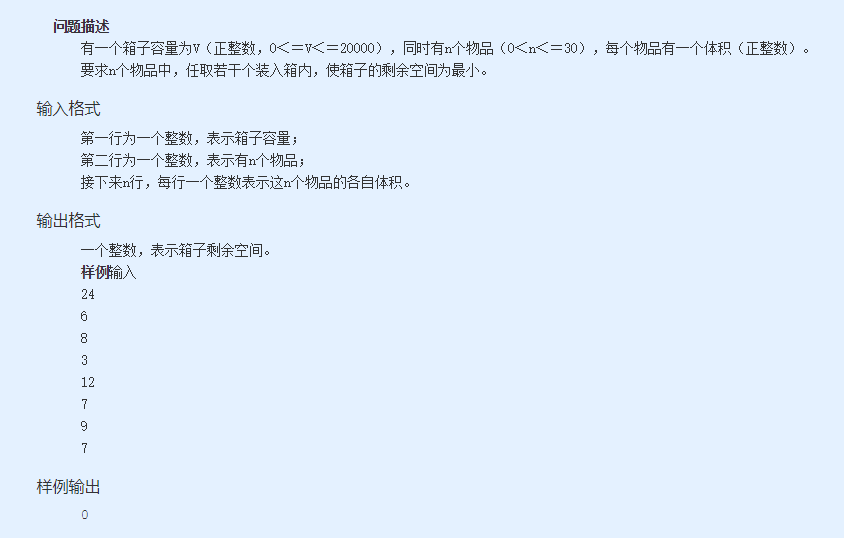 问题描述
有一个箱子容量为V（正整数，0＜＝V＜＝20000），同时有n个物品（0＜n＜＝30），每个物品有一个体积（正整数）。
要求n个物品中，任取若干个装入箱内，使箱子的剩余空间为最小。
输入格式
第一行为一个整数，表示箱子容量；
第二行为一个整数，表示有n个物品；
接下来n行，每行一个整数表示这n个物品的各自体积。
输出格式
一个整数，表示箱子剩余空间。
样例输入
24
6
8
3
12
7
9
7
样例输出
0